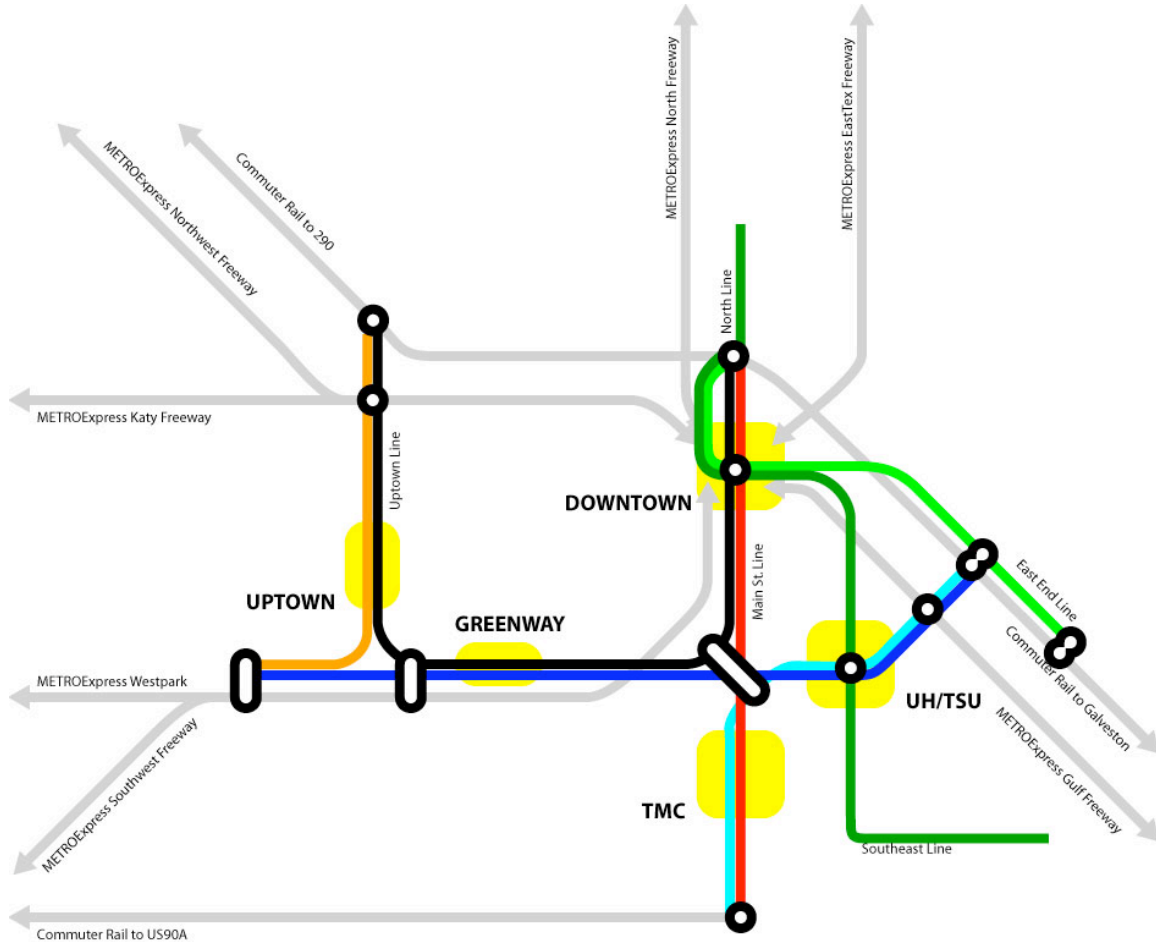 METROExpress North Freeway
METROExpress EastTex Freeway
METROExpress Northwest Freeway
Commuter Rail to 290
North Line
METROExpress Katy Freeway
Uptown Line
DOWNTOWN
Main St. Line
UPTOWN
GREENWAY
East End Line
Commuter Rail to Galveston
METROExpress Westpark
UH/TSU
METROExpress Gulf Freeway
METROExpress Southwest Freeway
TMC
Southeast Line
Commuter Rail to US90A